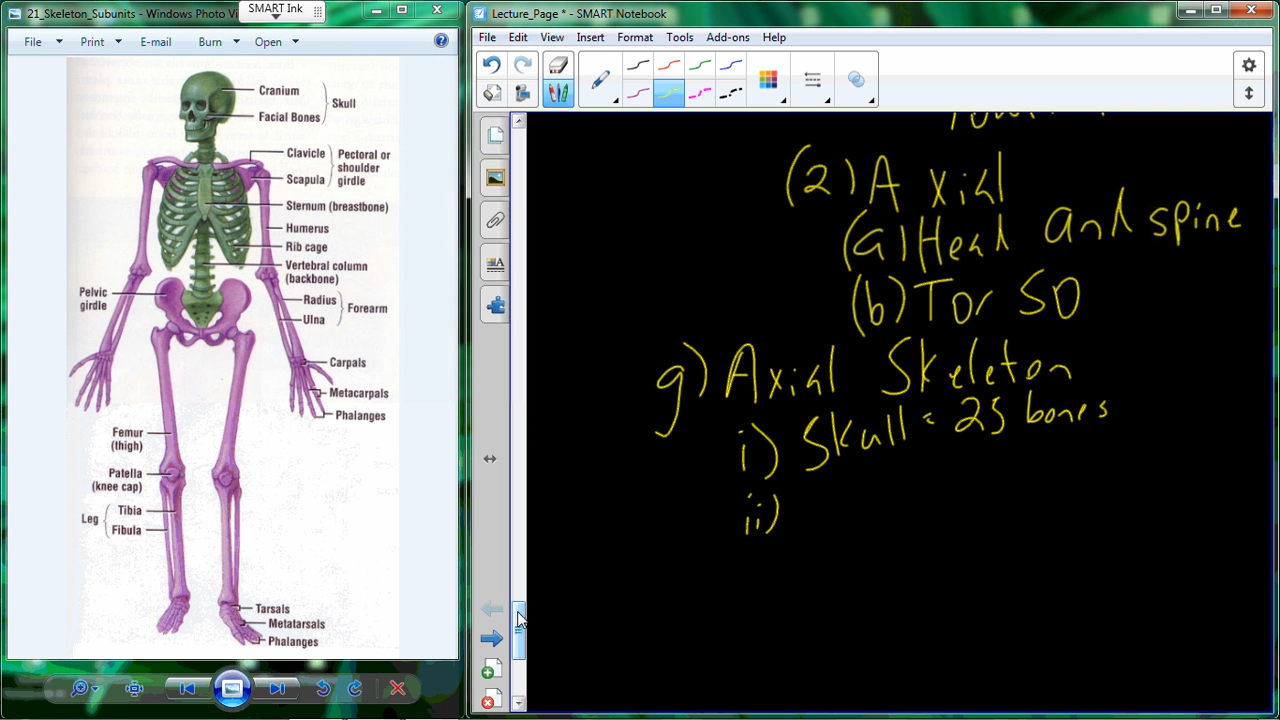 21_Skeleton_Subunits - Windows Photo Vi
SMART Ink
File Print E-mail Burn Open
Cranium
Facial Bones
Skull
Clavicle
Scapula
Pectoral or
shoulder
girdle
Sternum (breastbone)
Humerus
Rib cage
Vertebral column
(backbone)
Pelvic
girdle
Radius
Ulna
Forearm
Carpals
Metacarpals
Phalanges
Femur
(thigh)
Patella
(knee cap)
Leg
Tibia
Fibula
Tarsals
Metatarsals
Phalanges
Lecture_Page * - SMART Notebook
File Edit View Insert Format Tools Add-ons Help
(2) Axial
(a) Head and spine
(b) Torso
g) Axial Skeleton
i) Skull = 25 bones
ii)